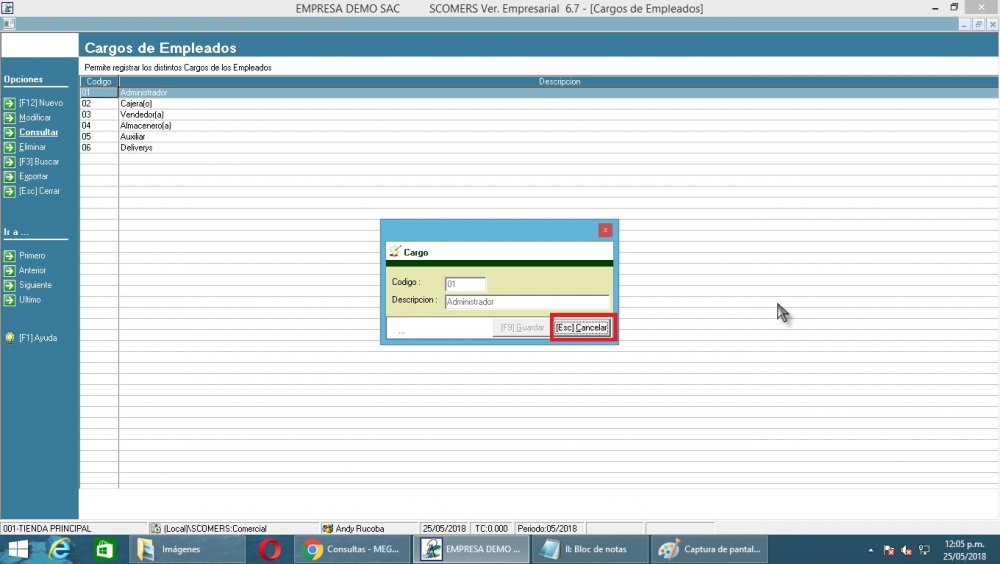 EMPRESA DEMO SAC SCOMERS Ver. Empresarial 6.7 - [Cargos de Empleados]
Cargos de Empleados
Permite registrar los distintos Cargos de los Empleados
Opciones
[F12] Nuevo
Modificar
Consultar
Eliminar
[F3] Buscar
Exportar
[Esc] Cerrar
Ir a ...
Primero
Anterior
Siguiente
Ultimo
[F1] Ayuda
Codigo Descripcion
01 Administrador
02 Cajera(o)
03 Vendedor(a)
04 Almacenero(a)
05 Auxiliar
06 Deliverys
Cargo
Codigo : 01
Descripcion : Administrador
... [F9] Guardar [Esc] Cancelar
001-TIENDA PRINCIPAL (Local)\SCOMERS:Comercial Andy Rucoba 25/05/2018 TC:0.000 Periodo:05/2018
Imágenes Consultas - MEG... EMPRESA DEMO ... II: Bloc de notas Captura de pantal...
12:05 p.m.
25/05/2018